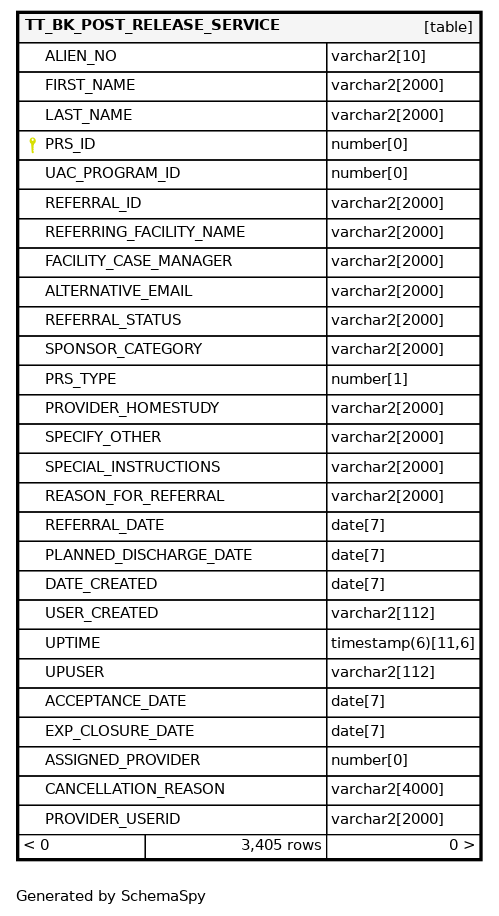 TT_BK_POST_RELEASE_SERVICE [table]
ALIEN_NO varchar2[10]
FIRST_NAME varchar2[2000]
LAST_NAME varchar2[2000]
PRS_ID number[0]
UAC_PROGRAM_ID number[0]
REFERRAL_ID varchar2[2000]
REFERRING_FACILITY_NAME varchar2[2000]
FACILITY_CASE_MANAGER varchar2[2000]
ALTERNATIVE_EMAIL varchar2[2000]
REFERRAL_STATUS varchar2[2000]
SPONSOR_CATEGORY varchar2[2000]
PRS_TYPE number[1]
PROVIDER_HOMESTUDY varchar2[2000]
SPECIFY_OTHER varchar2[2000]
SPECIAL_INSTRUCTIONS varchar2[2000]
REASON_FOR_REFERRAL varchar2[2000]
REFERRAL_DATE date[7]
PLANNED_DISCHARGE_DATE date[7]
DATE_CREATED date[7]
USER_CREATED varchar2[112]
UPTIME timestamp(6)[11,6]
UPUSER varchar2[112]
ACCEPTANCE_DATE date[7]
EXP_CLOSURE_DATE date[7]
ASSIGNED_PROVIDER number[0]
CANCELLATION_REASON varchar2[4000]
PROVIDER_USERID varchar2[2000]
< 0 3,405 rows 0 >
Generated by SchemaSpy